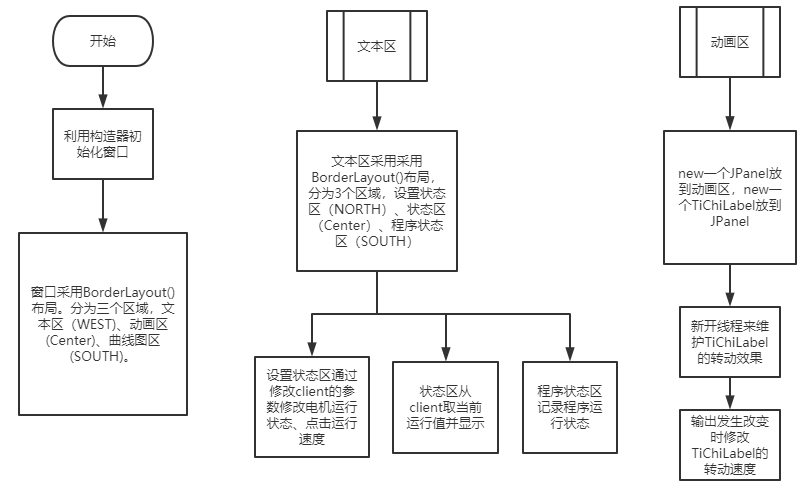 开始
利用构造器初
始化窗口
窗口采用BorderLayout()
布局。分为三个区域，文
本区（WEST)、动画区
(Center)、曲线图区
(SOUTH)。
文本区
文本区采用采用
BorderLayout()布局，
分为3个区域，设置状态
区（NORTH）、状态区
（Center）、程序状态
区（SOUTH）
设置状态区通过
修改client的参
数修改电机运行
状态、点击运行
速度
状态区从
client取当前
运行值并显示
程序状态区
记录程序运
行状态
动画区
new一个JPanel放
到动画区，new一
个TiChiLabel放到
JPanel
新开线程来维
护TiChiLabel
的转动效果
输出发生改变
时修改
TiChiLabel的
转动速度